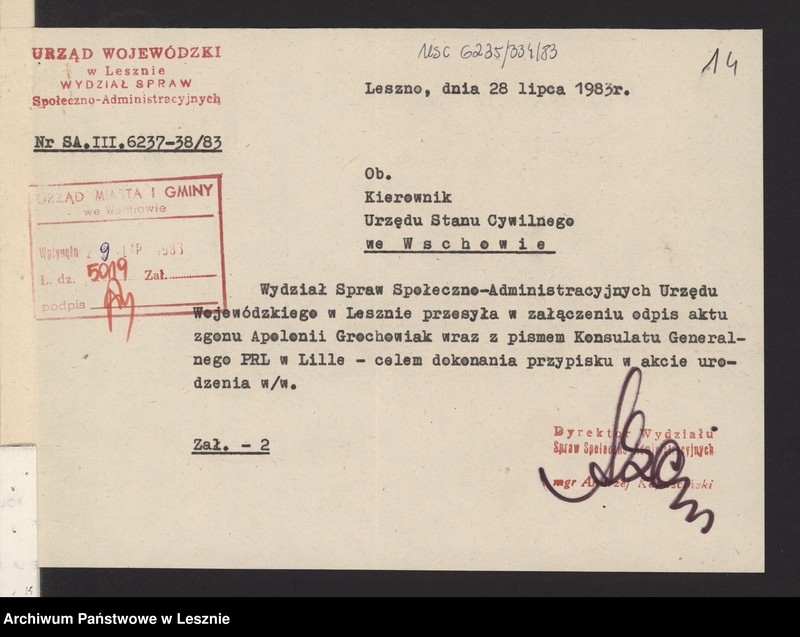 USC 6235/334/83
14
URZĄD WOJEWÓDZKI
w Lesznie
WYDZIAŁ SPRAW
Społeczno-Administracyjnych
Leszno, dnia 28 lipca 1983r.
Nr SA.III.6237-38/83
URZĄD MIASTA I GMINY
we Wschowie
Wpłynęło 29. LIP. 1983
L. dz. 5019 Zał.
podpis
Ob.
Kierownik
Urzędu Stanu Cywilnego
we Wschowie
Wydział Spraw Społeczno-Administracyjnych Urzędu
Wojewódzkiego w Lesznie przesyła w załączeniu odpis aktu
zgonu Apolonii Grochowiak wraz z pismem Konsulatu General-
nego PRL w Lille - celem dokonania przypisku w akcie uro-
dzenia w/w.
Zał. - 2
Dyrektor Wydziału
Spraw Społeczno-Administracyjnych
mgr Andrzej
Archiwum Państwowe w Lesznie